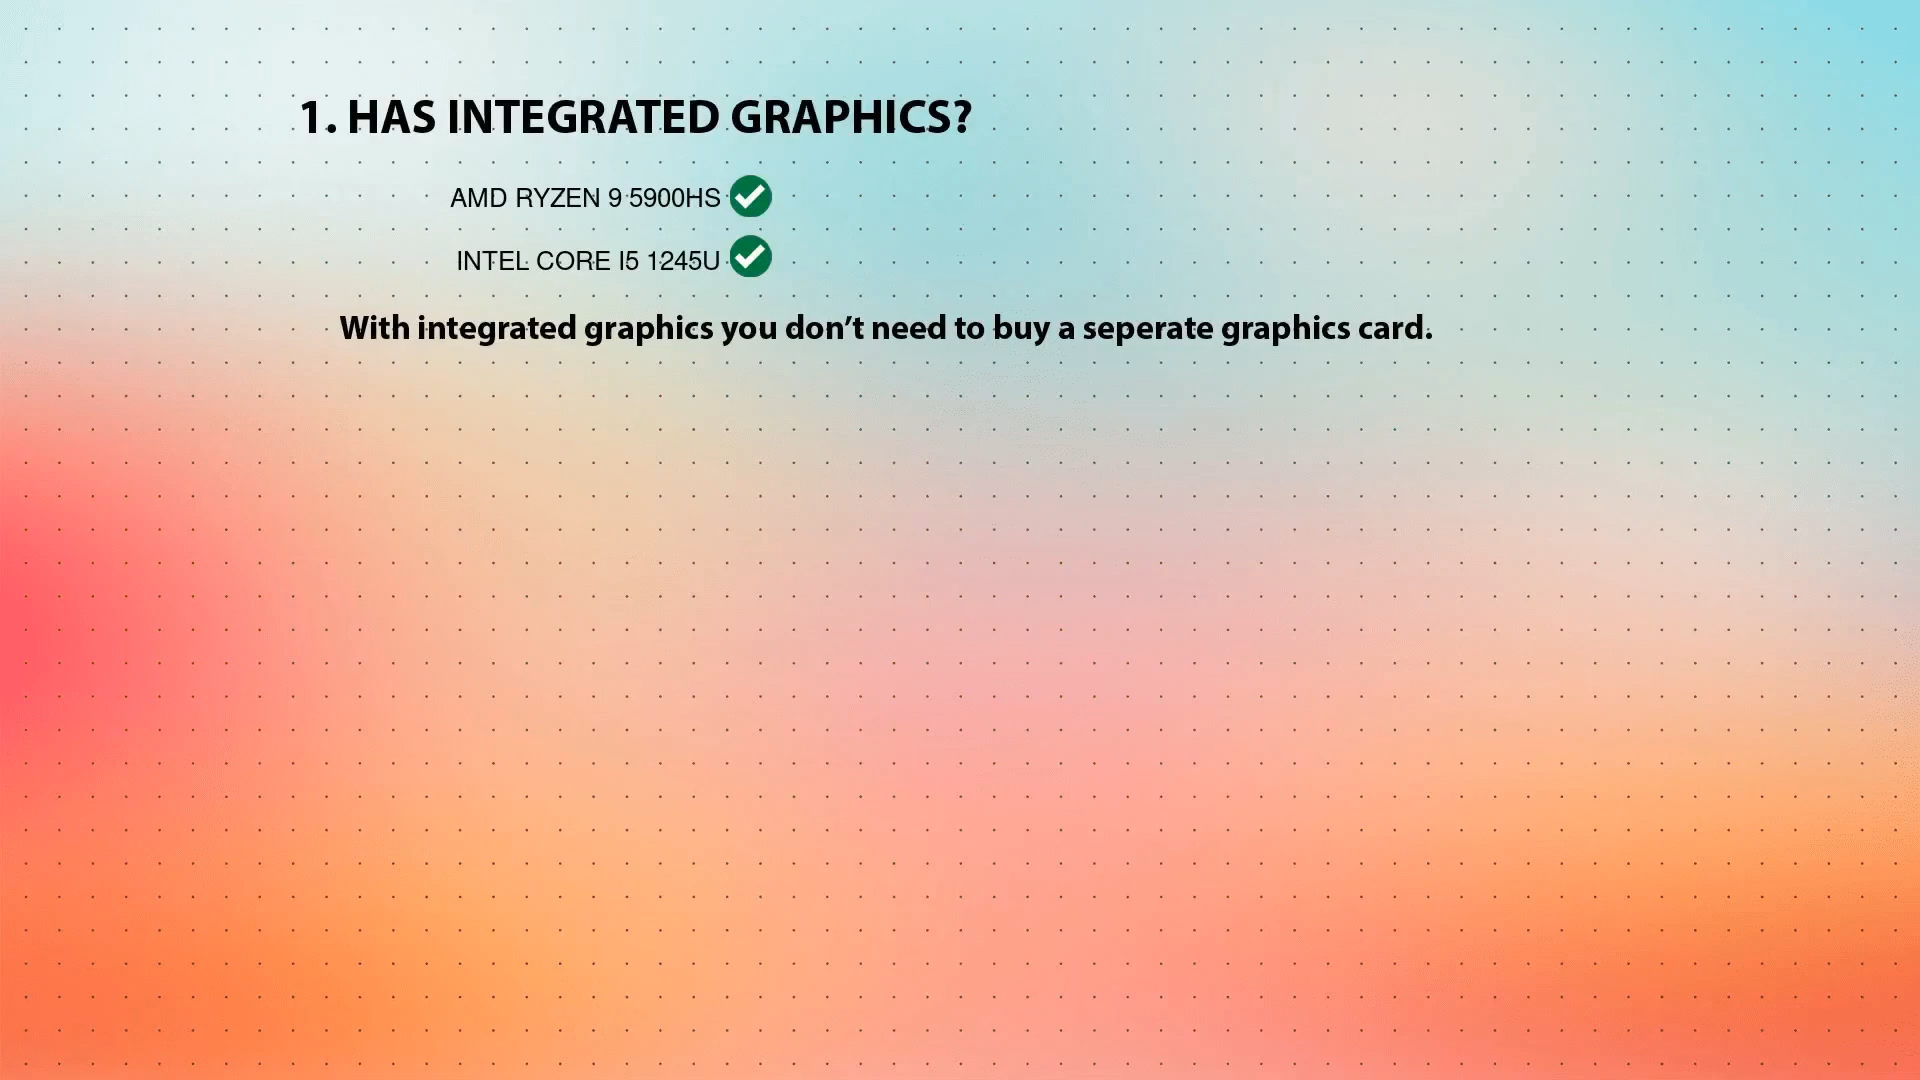 1. HAS INTEGRATED GRAPHICS?
AMD RYZEN 9 5900HS
INTEL CORE I5 1245U
With integrated graphics you don’t need to buy a seperate graphics card.